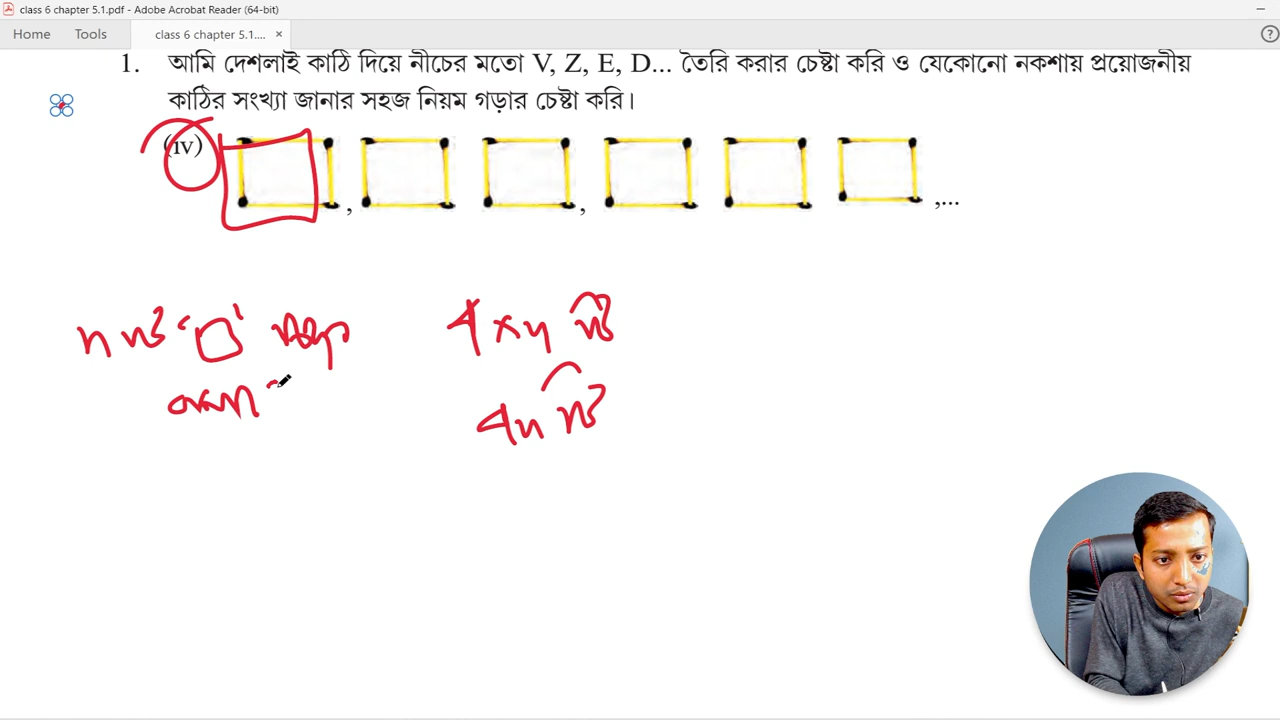 class 6 chapter 5.1.pdf - Adobe Acrobat Reader (64-bit)
Home Tools class 6 chapter 5.1.... × ?
1. আমি দেশলাই কাঠি দিয়ে নীচের মতো V, Z, E, D... তৈরি করার চেষ্টা করি ও যেকোনো নকশায় প্রয়োজনীয়
কাঠির সংখ্যা জানার সহজ নিয়ম গড়ার চেষ্টা করি।
(iv) , , ,...
n টি ' '
4 × n টি
4n টি